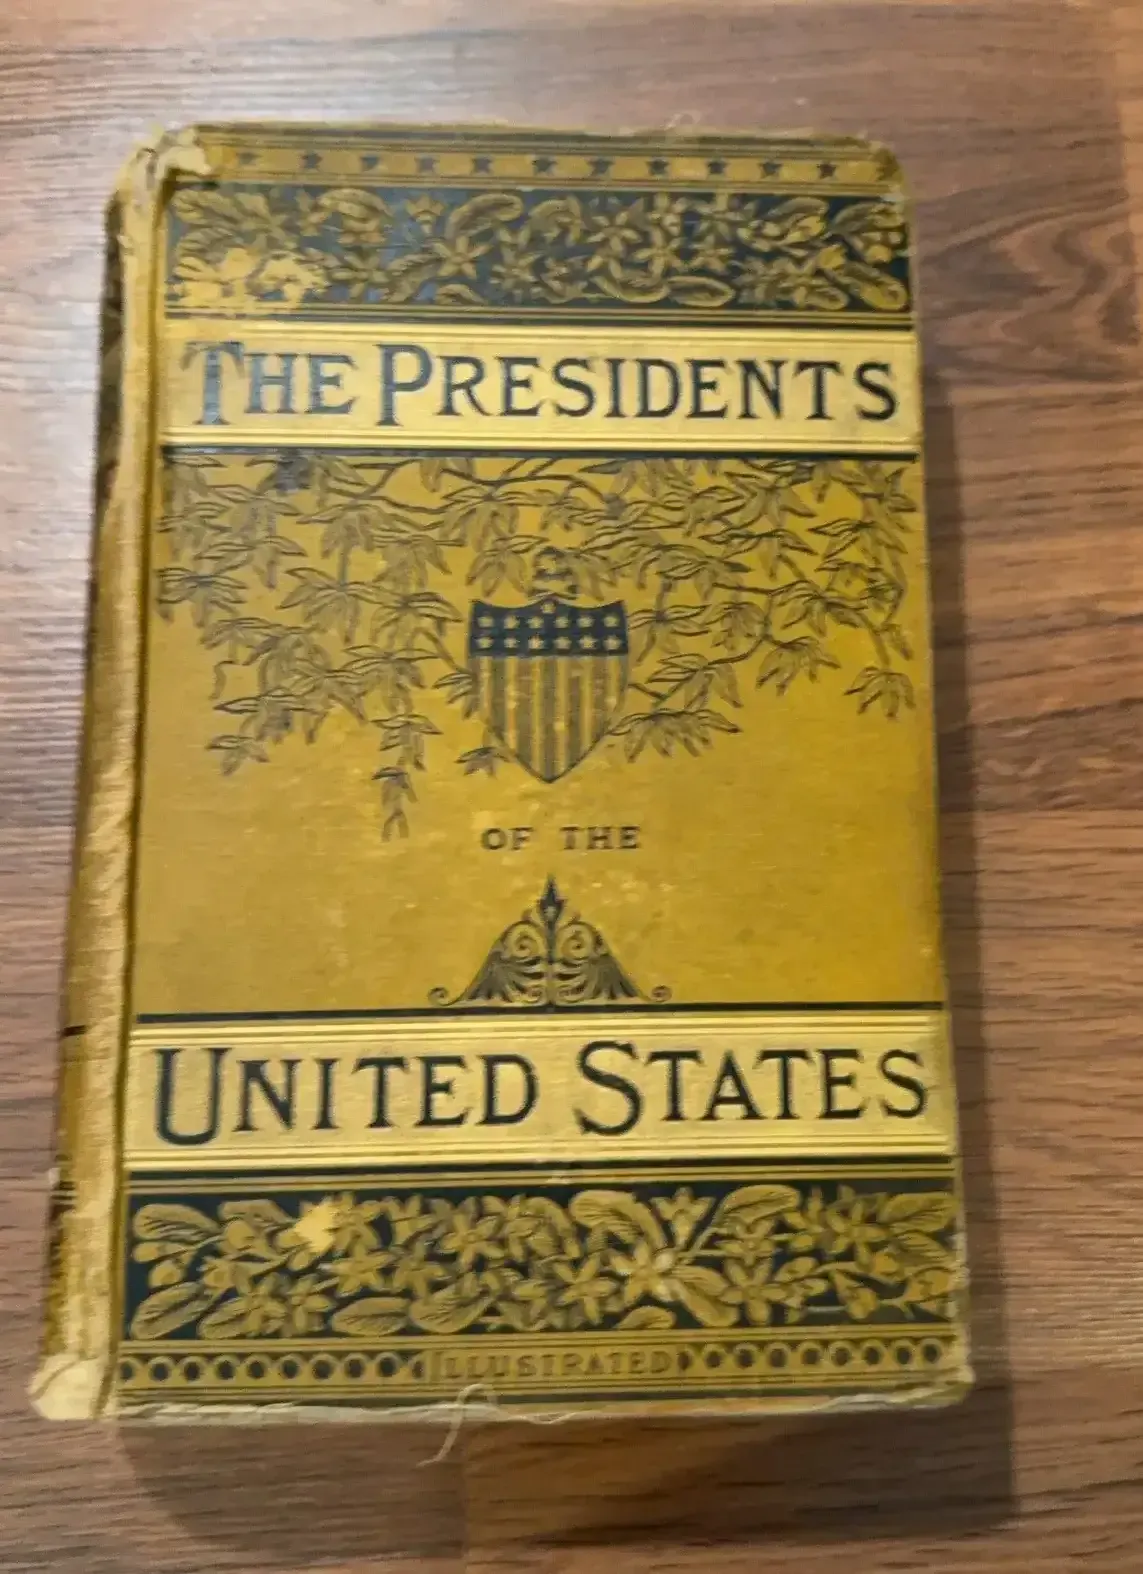 THE PRESIDENTS
OF THE
UNITED STATES
ILLUSTRATED